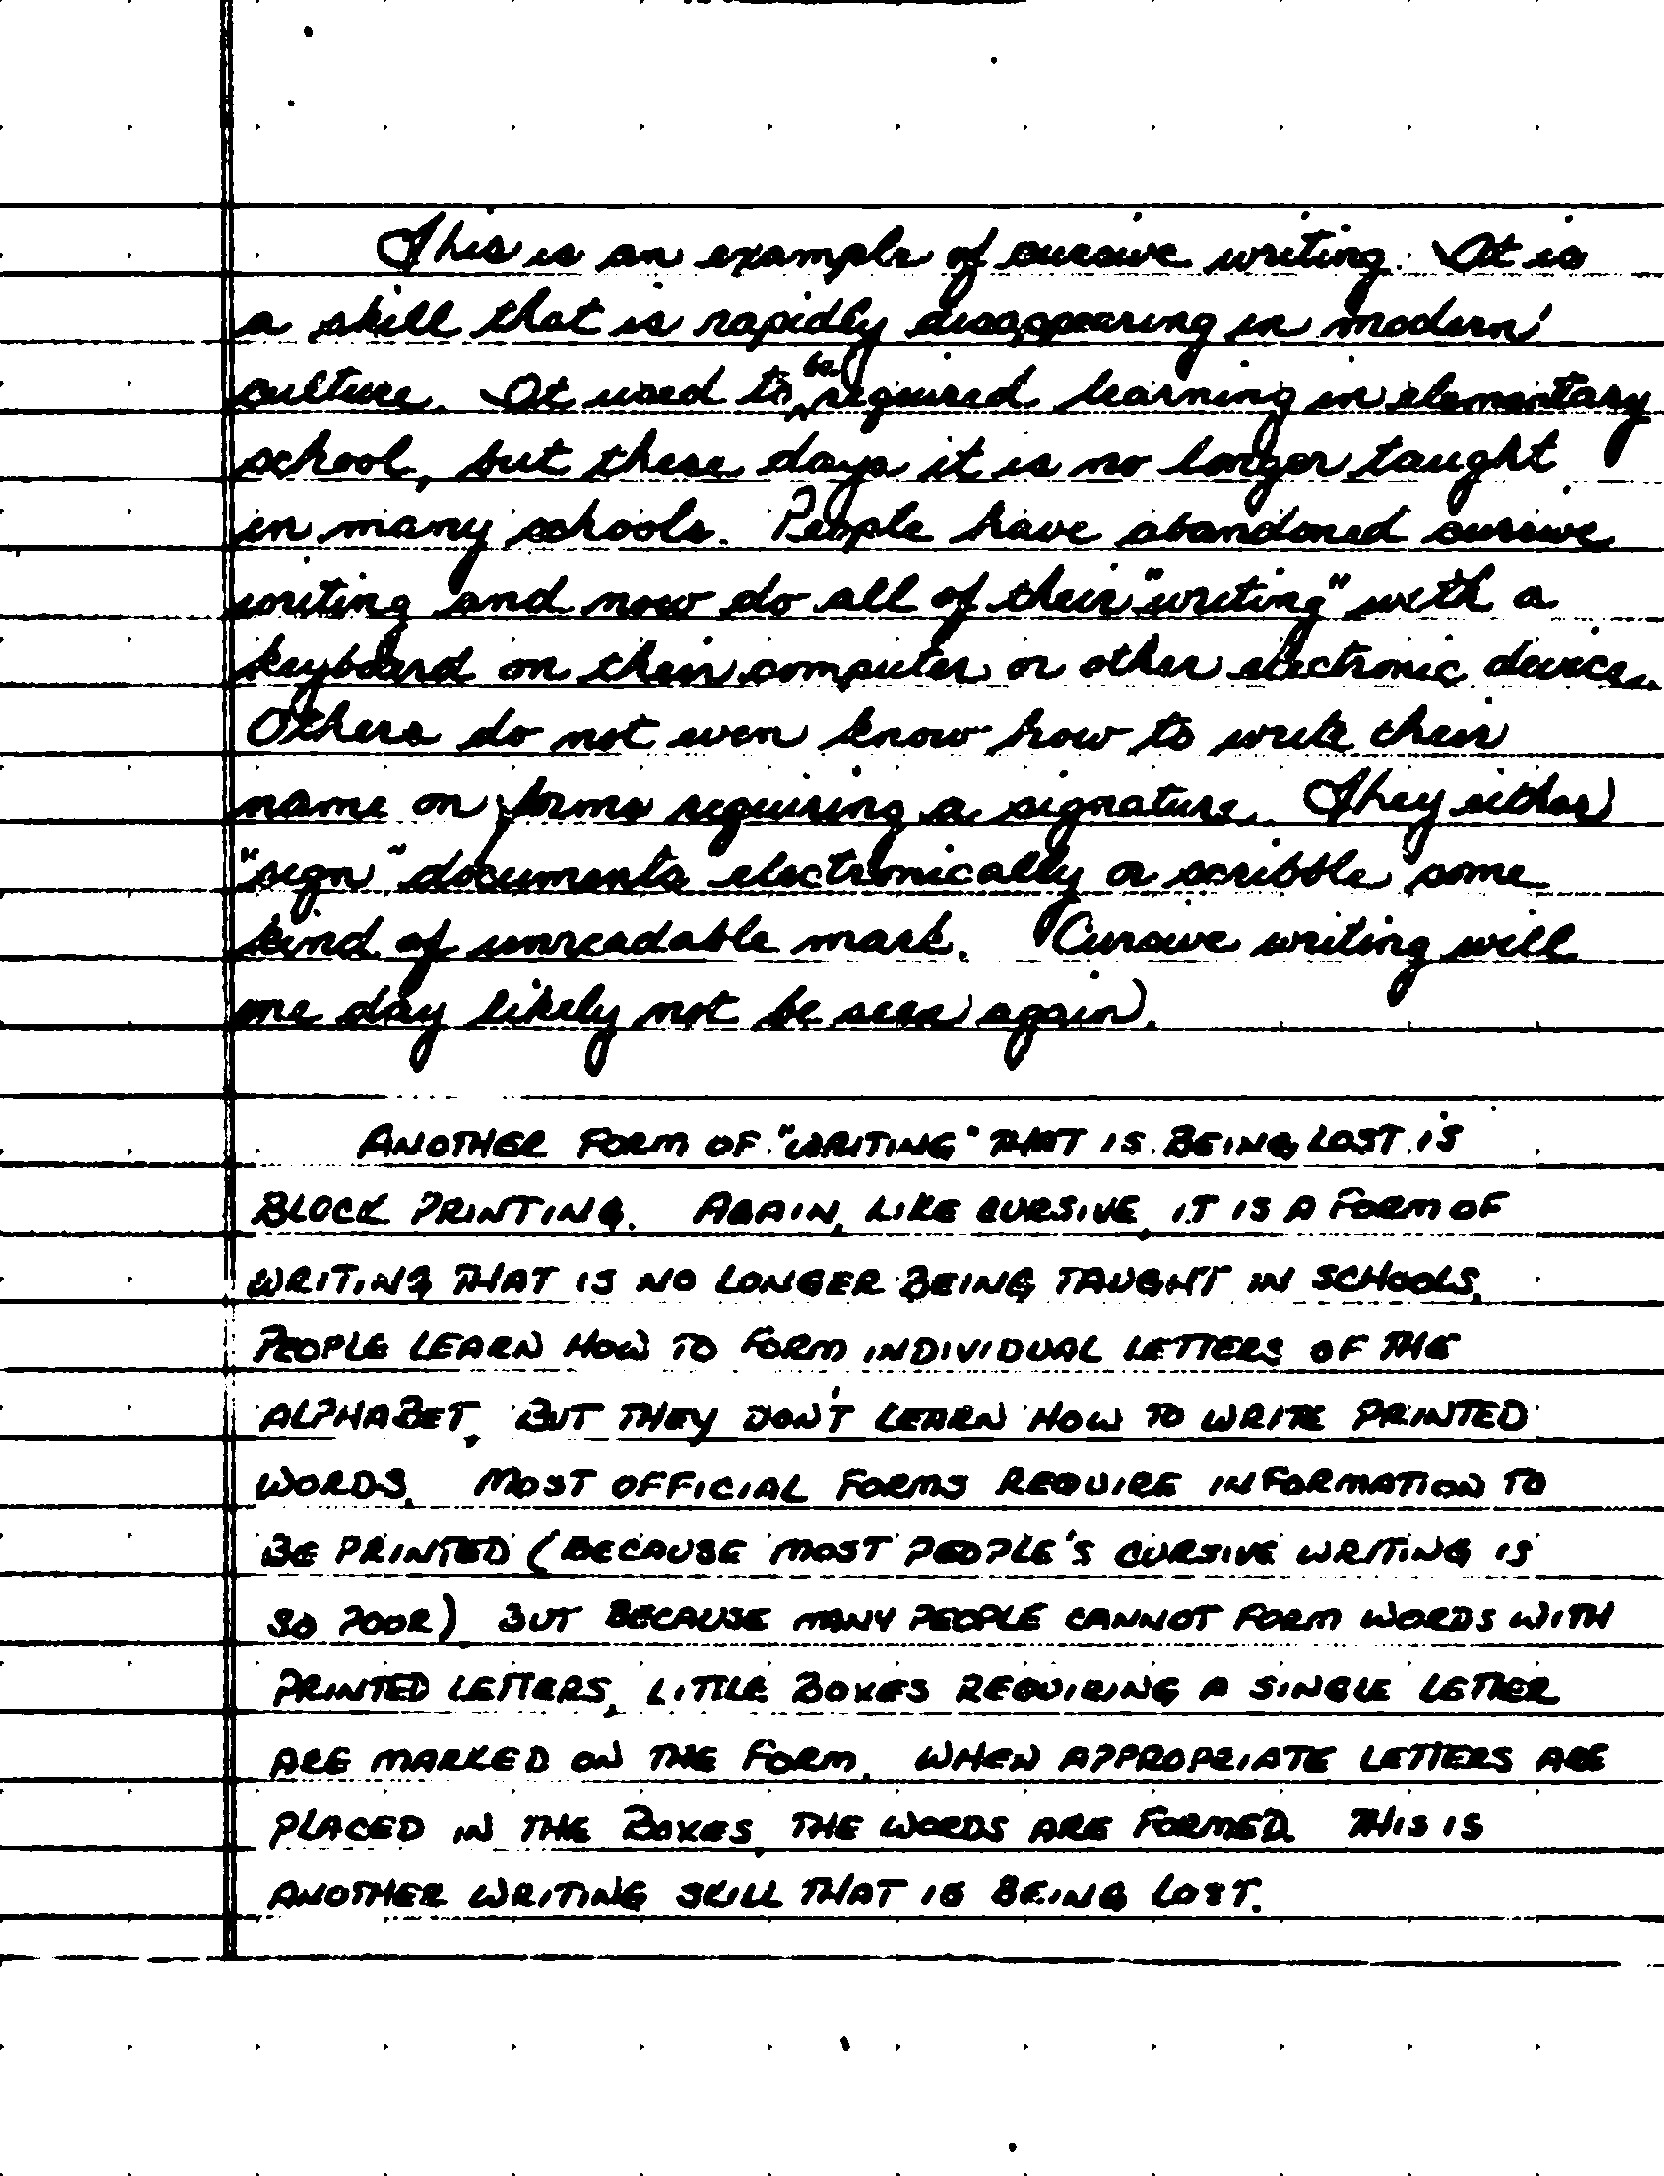 This is an example of cursive writing. It is
a skill that is rapidly disappearing in modern
culture. It used to be required learning in elementary
school, but these days it is no longer taught
in many schools. People have abandoned cursive
writing and now do all of their "writing" with a
keyboard on their computer or other electronic device.
Others do not even know how to write their
name on forms requiring a signature. They either
"sign" documents electronically or scribble some
kind of unreadable mark. Cursive writing will
one day likely not be seen again.
ANOTHER FORM OF "WRITING" THAT IS BEING LOST IS
BLOCK PRINTING. AGAIN, LIKE CURSIVE, IT IS A FORM OF
WRITING THAT IS NO LONGER BEING TAUGHT IN SCHOOLS.
PEOPLE LEARN HOW TO FORM INDIVIDUAL LETTERS OF THE
ALPHABET, BUT THEY DON'T LEARN HOW TO WRITE PRINTED
WORDS. MOST OFFICIAL FORMS REQUIRE INFORMATION TO
BE PRINTED (BECAUSE MOST PEOPLE'S CURSIVE WRITING IS
SO POOR) BUT BECAUSE MANY PEOPLE CANNOT FORM WORDS WITH
PRINTED LETTERS, LITTLE BOXES REQUIRING A SINGLE LETTER
ARE MARKED ON THE FORM. WHEN APPROPRIATE LETTERS ARE
PLACED IN THE BOXES, THE WORDS ARE FORMED. THIS IS
ANOTHER WRITING SKILL THAT IS BEING LOST.